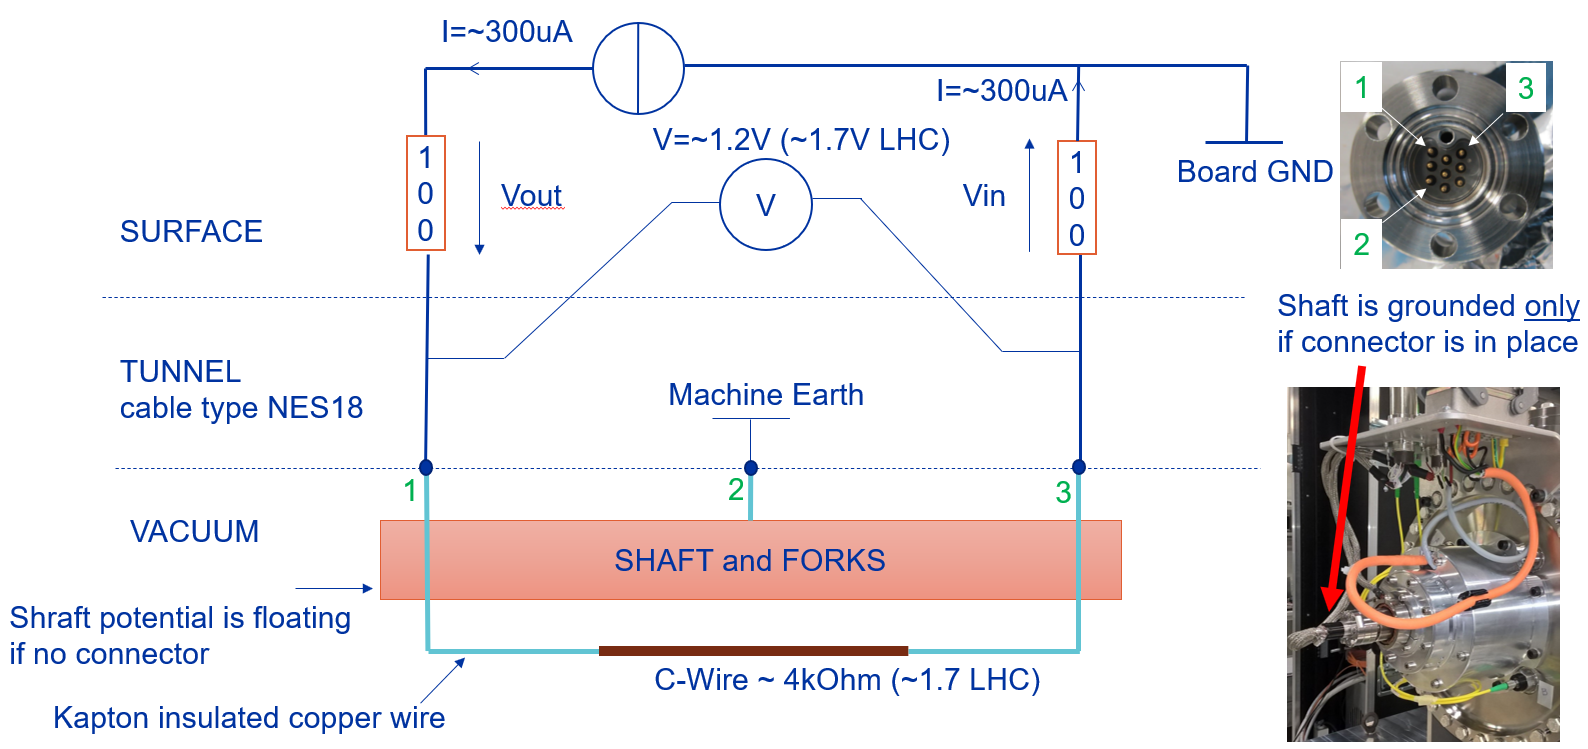 I=~300uA
I=~300uA
V=~1.2V (~1.7V LHC)
1
0
0
Vout
V
Vin
1
0
0
Board GND
1
3
2
SURFACE
Shaft is grounded only
if connector is in place
TUNNEL
cable type NES18
Machine Earth
1
2
3
VACUUM
SHAFT and FORKS
Shraft potential is floating
if no connector
C-Wire ~ 4kOhm (~1.7 LHC)
Kapton insulated copper wire